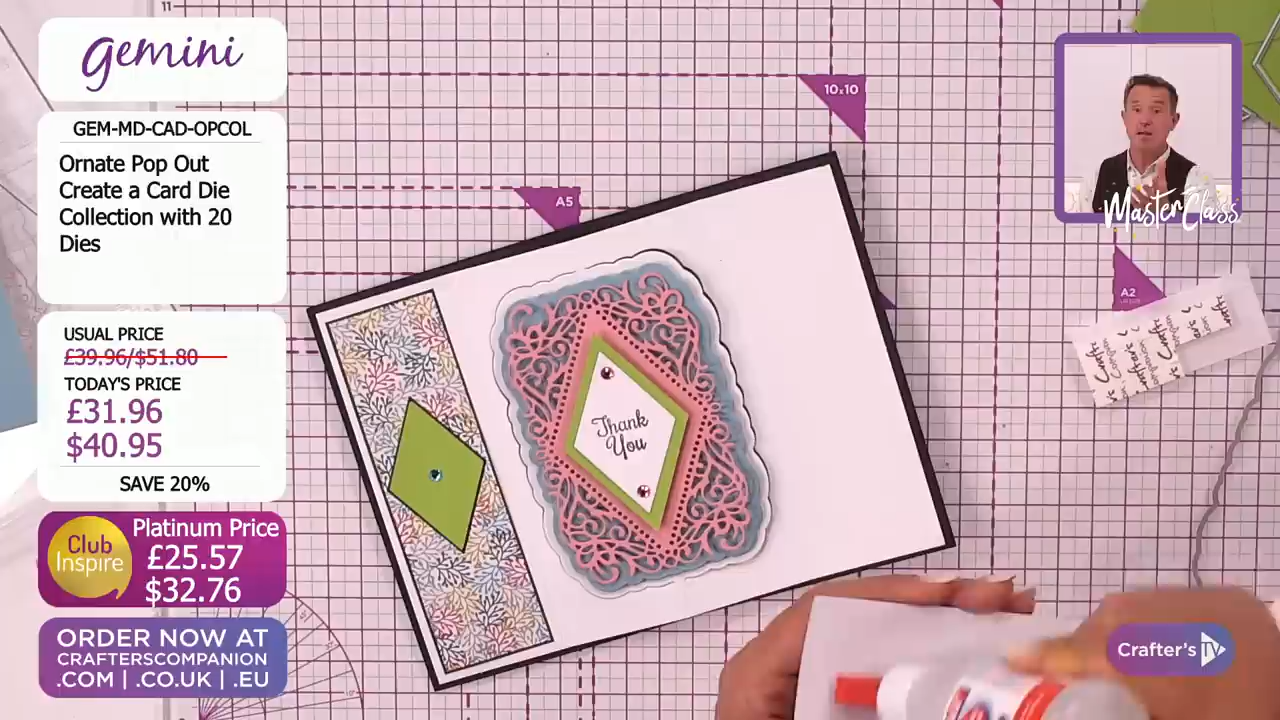 gemini
GEM-MD-CAD-OPCOL
Ornate Pop Out
Create a Card Die
Collection with 20
Dies
USUAL PRICE
£39.96/$51.80
TODAY'S PRICE
£31.96
$40.95
SAVE 20%
Club
Inspire
Platinum Price
£25.57
$32.76
ORDER NOW AT
CRAFTERSCOMPANION
.COM | .CO.UK | .EU
11
10x10
A5
A2
Thank
You
MasterClass
Crafter's TV